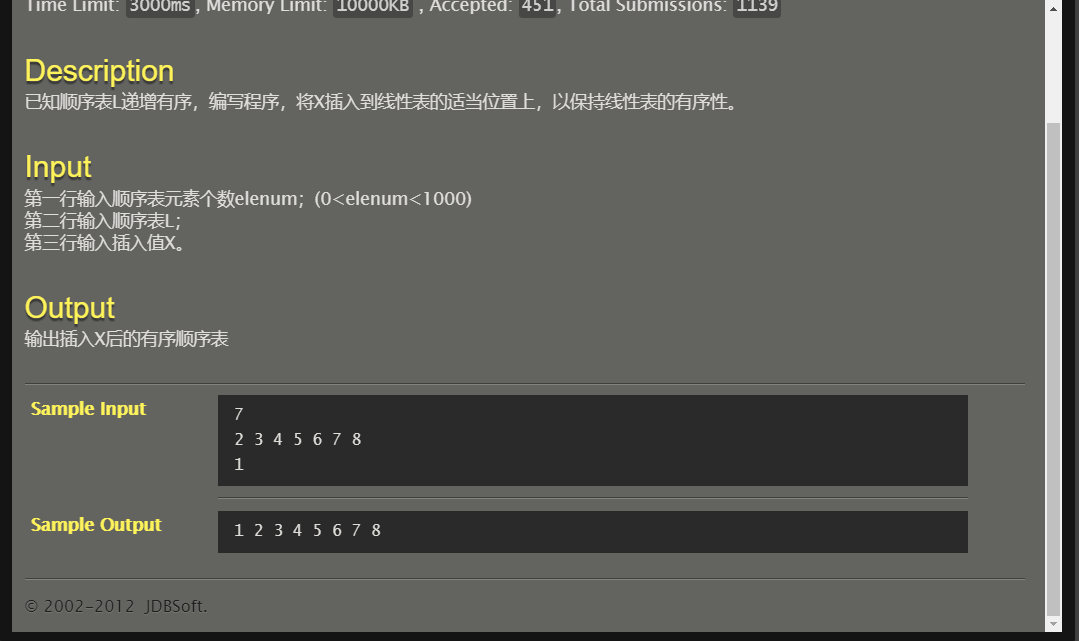 Time Limit: 3000ms, Memory Limit: 10000KB , Accepted: 451, Total Submissions: 1139
Description
已知顺序表L递增有序，编写程序，将X插入到线性表的适当位置上，以保持线性表的有序性。
Input
第一行输入顺序表元素个数elenum；(0<elenum<1000)
第二行输入顺序表L；
第三行输入插入值X。
Output
输出插入X后的有序顺序表
Sample Input
7
2 3 4 5 6 7 8
1
Sample Output
1 2 3 4 5 6 7 8
© 2002-2012 JDBSoft.